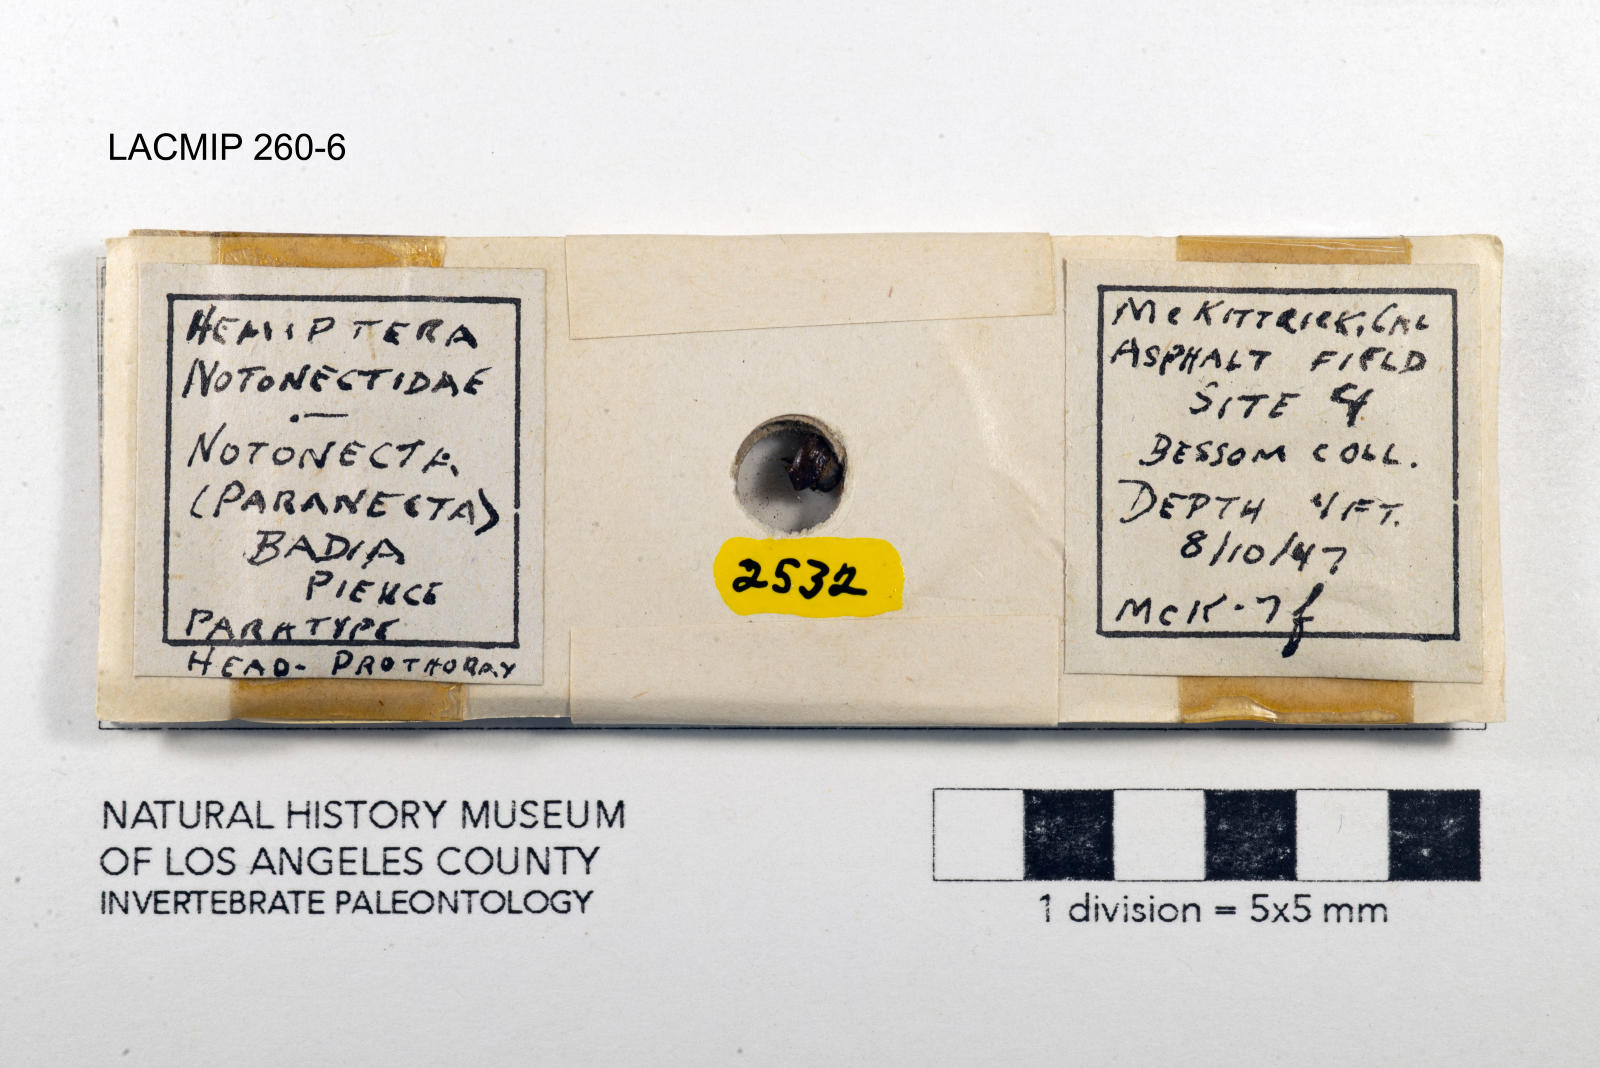 LACMIP 260-6
HEMIPTERA
NOTONECTIDAE
NOTONECTA
(PARANECTA)
BADIA
PIERCE
PARATYPE
HEAD- PROTHORAX
2532
McKITTRICK, CAL
ASPHALT FIELD
SITE 4
BESSOM COLL.
DEPTH 4 FT.
8/10/47
McK-7f
NATURAL HISTORY MUSEUM
OF LOS ANGELES COUNTY
INVERTEBRATE PALEONTOLOGY
1 division = 5x5 mm